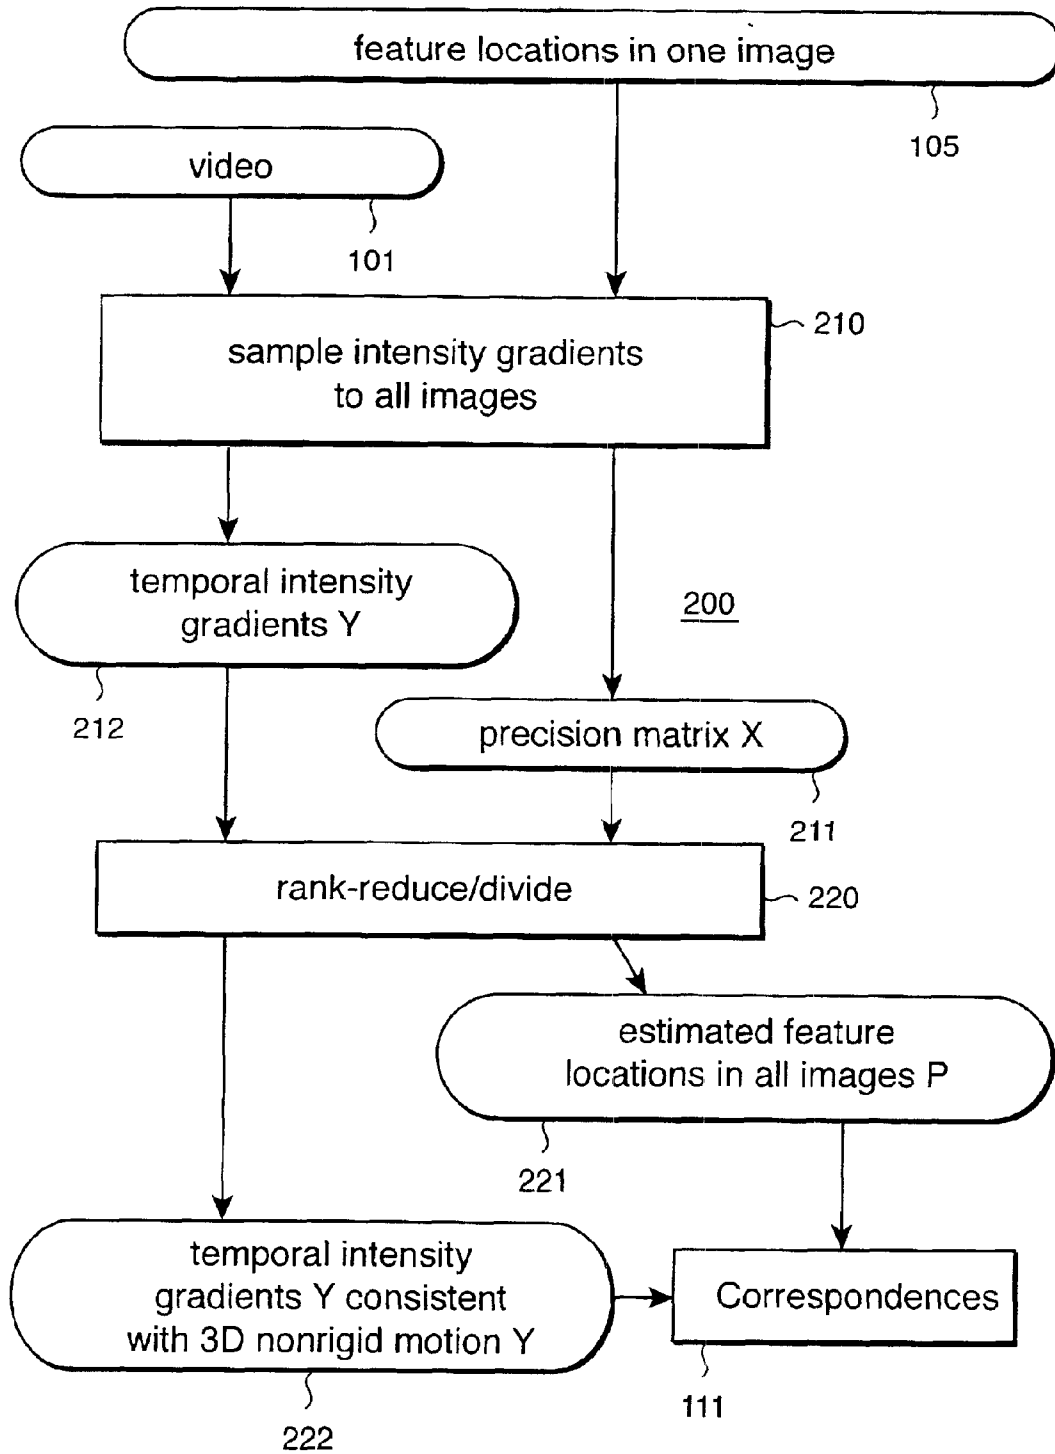 feature locations in one image
105
video
101
sample intensity gradients
to all images
210
temporal intensity
gradients Y
212
200
precision matrix X
211
rank-reduce/divide
220
estimated feature
locations in all images P
221
temporal intensity
gradients Y consistent
with 3D nonrigid motion Y
222
Correspondences
111